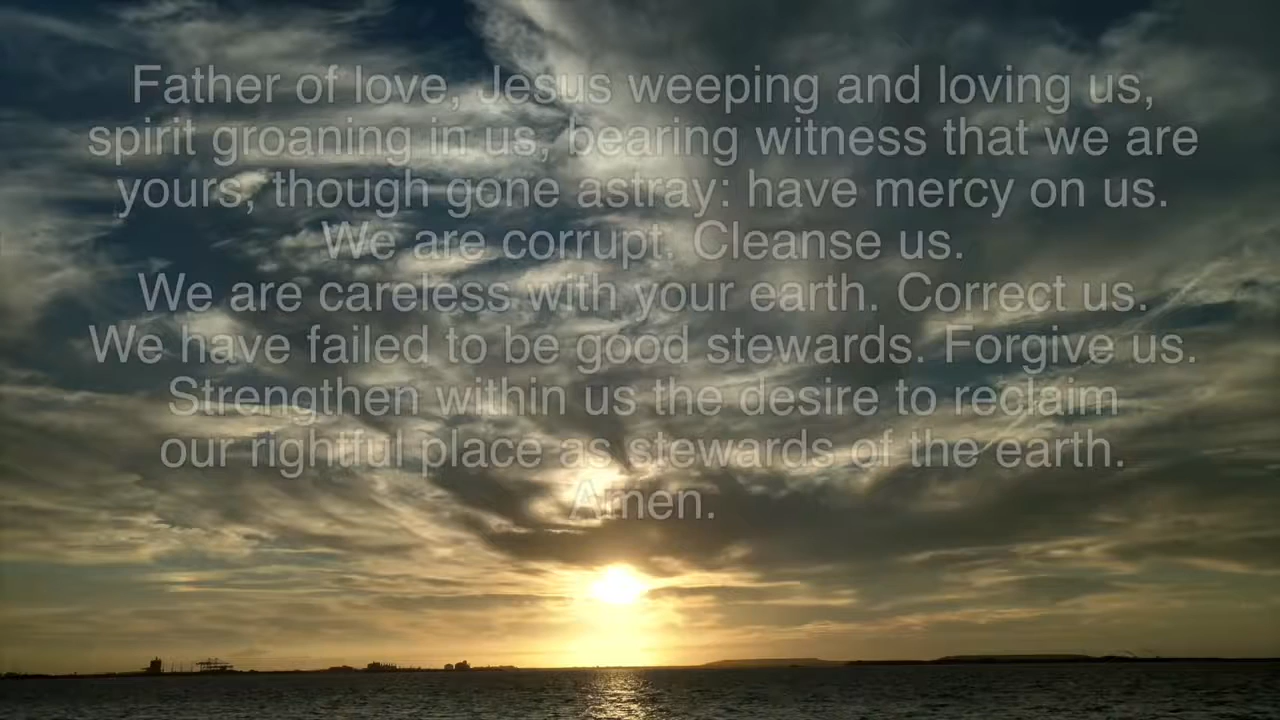 Father of love, Jesus weeping and loving us,
spirit groaning in us, bearing witness that we are
yours, though gone astray: have mercy on us.
We are corrupt. Cleanse us.
We are careless with your earth. Correct us.
We have failed to be good stewards. Forgive us.
Strengthen within us the desire to reclaim
our rightful place as stewards of the earth.
Amen.